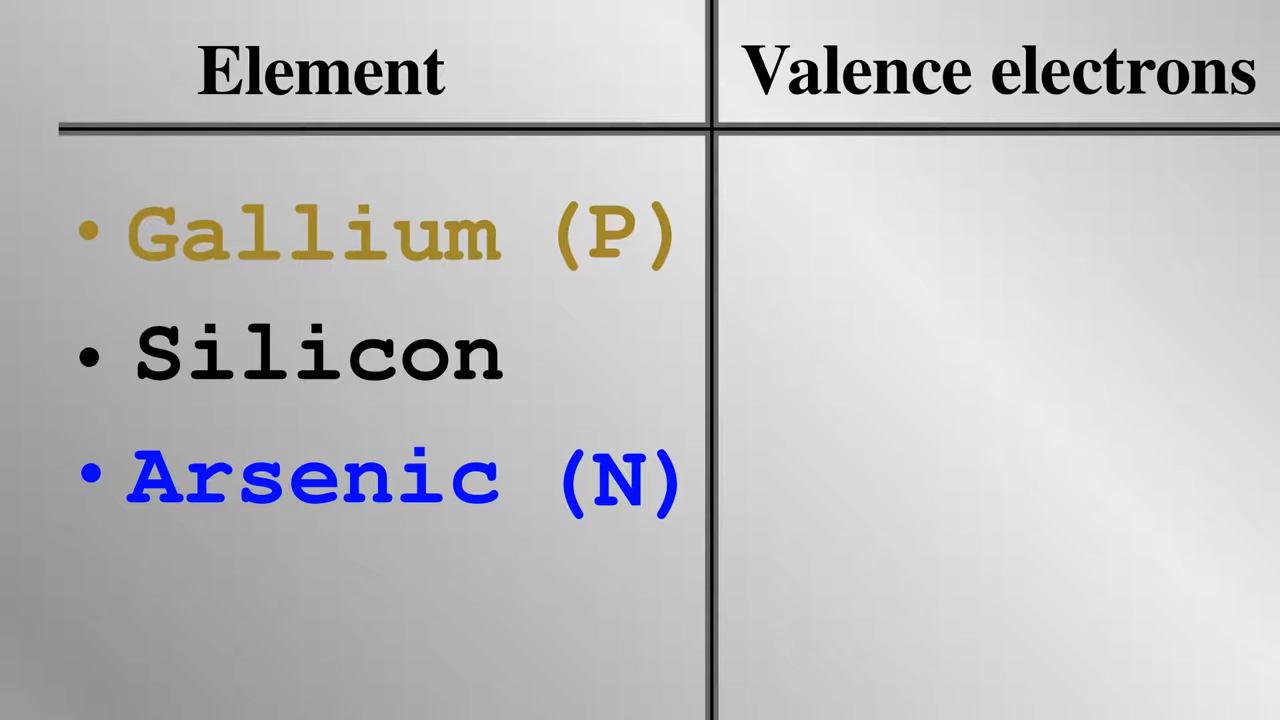 Element Valence electrons
• Gallium (P)
• Silicon
• Arsenic (N)